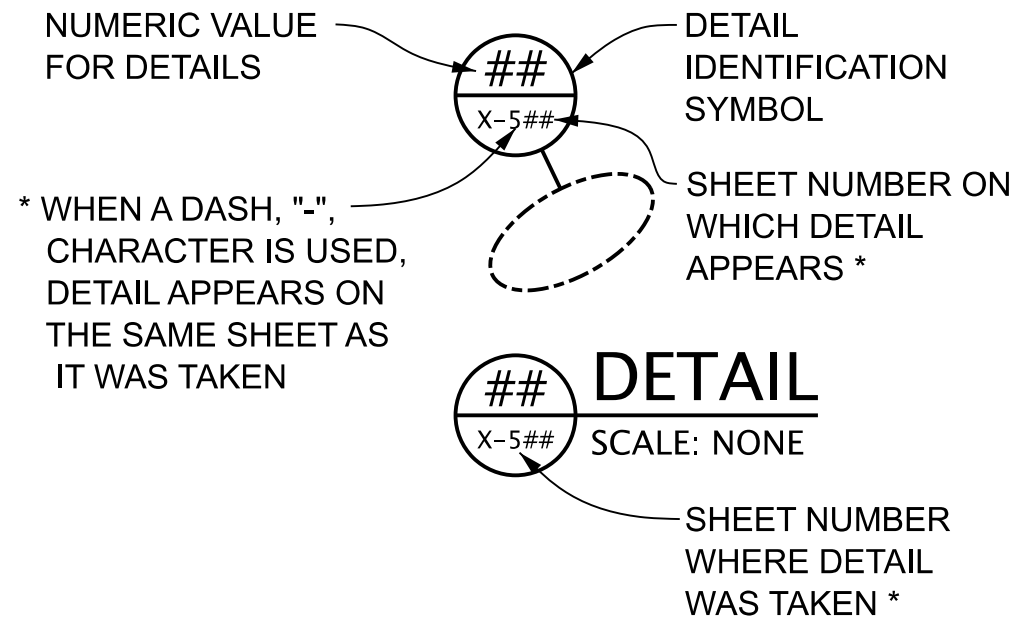 NUMERIC VALUE
FOR DETAILS
##
X-5##
DETAIL
IDENTIFICATION
SYMBOL
* WHEN A DASH, "-",
CHARACTER IS USED,
DETAIL APPEARS ON
THE SAME SHEET AS
IT WAS TAKEN
SHEET NUMBER ON
WHICH DETAIL
APPEARS *
##
X-5##
DETAIL
SCALE: NONE
SHEET NUMBER
WHERE DETAIL
WAS TAKEN *